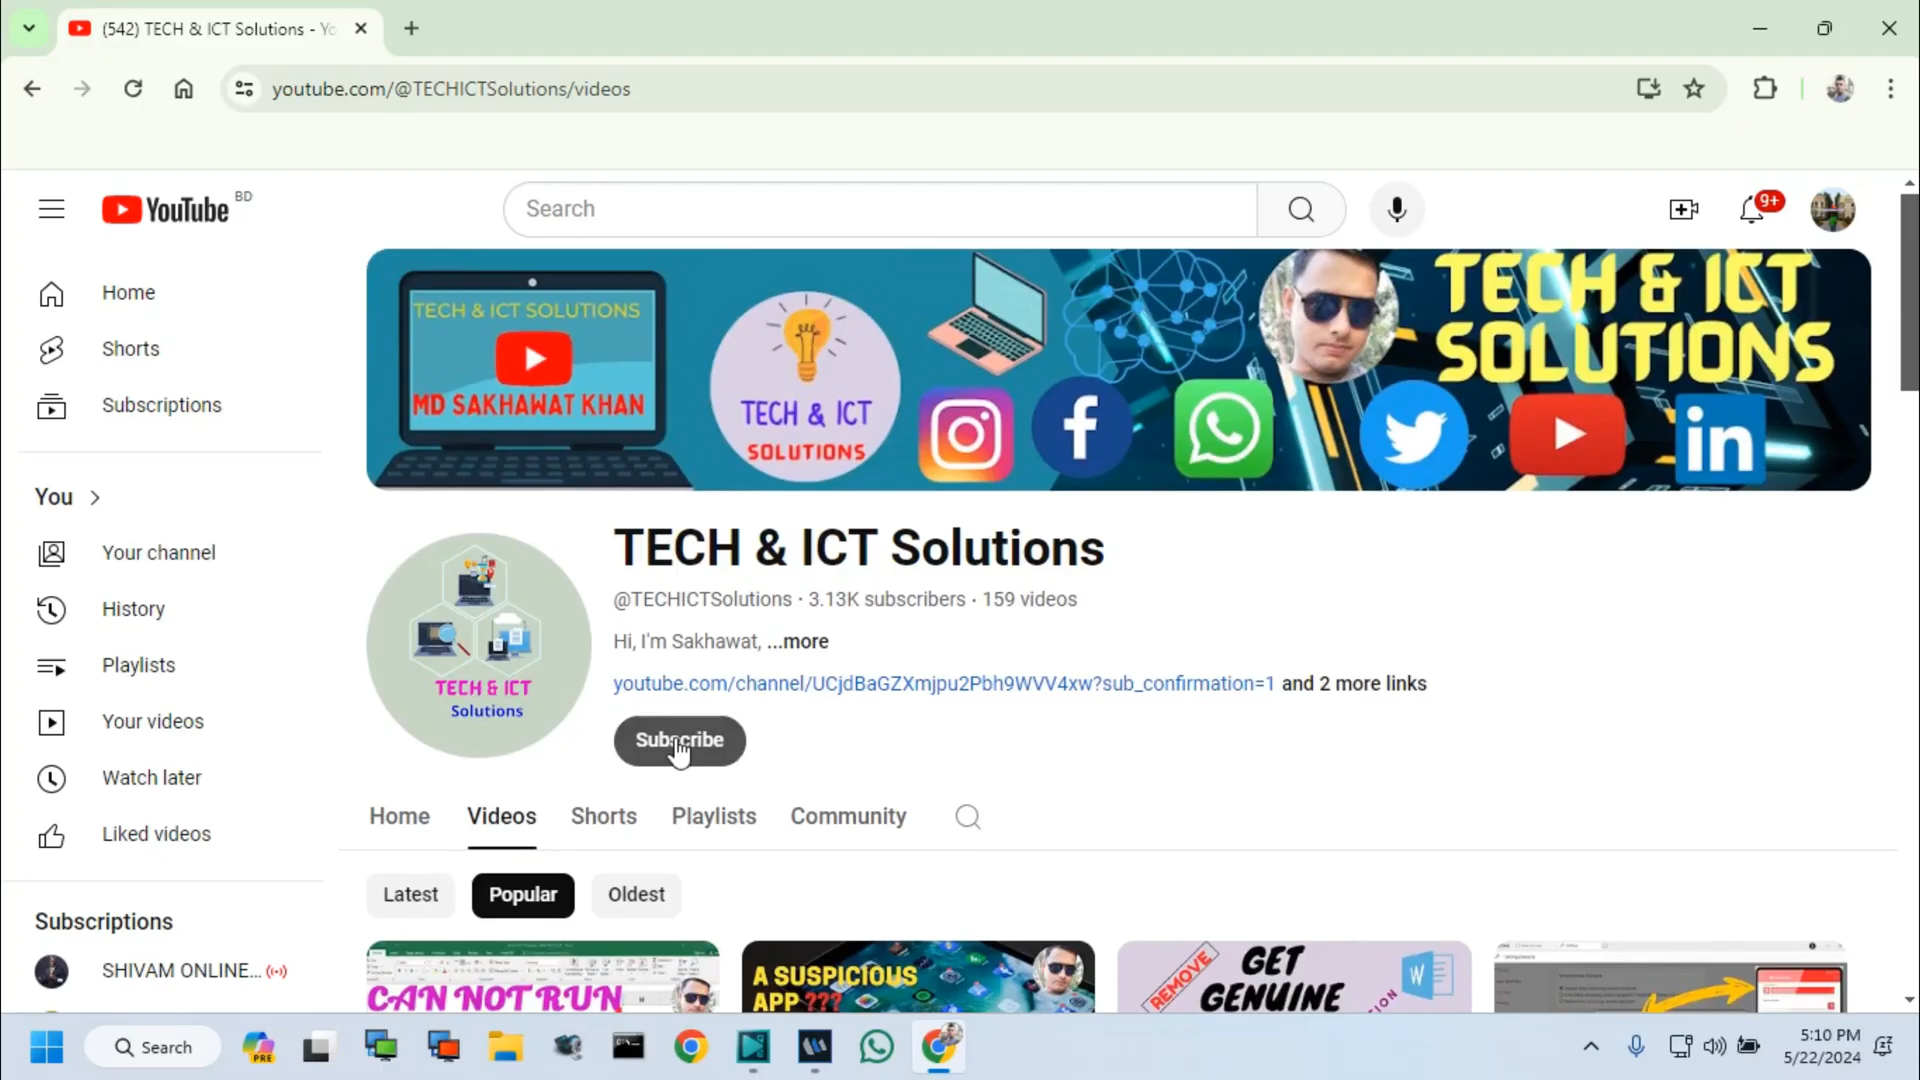 (542) TECH & ICT Solutions - Yo
youtube.com/@TECHICTSolutions/videos
YouTube BD
Search
9+
TECH & ICT SOLUTIONS
MD SAKHAWAT KHAN
TECH & ICT
SOLUTIONS
TECH & ICT
SOLUTIONS
Home
Shorts
Subscriptions
You
Your channel
History
Playlists
Your videos
Watch later
Liked videos
Subscriptions
SHIVAM ONLINE...
TECH & ICT
Solutions
TECH & ICT Solutions
@TECHICTSolutions · 3.13K subscribers · 159 videos
Hi, I'm Sakhawat, ...more
youtube.com/channel/UCjdBaGZXmjpu2Pbh9WVV4xw?sub_confirmation=1 and 2 more links
Subscribe
Home Videos Shorts Playlists Community
Latest Popular Oldest
CAN NOT RUN
A SUSPICIOUS
APP ???
REMOVE
GET
GENUINE
Search
PRE
5:10 PM
5/22/2024